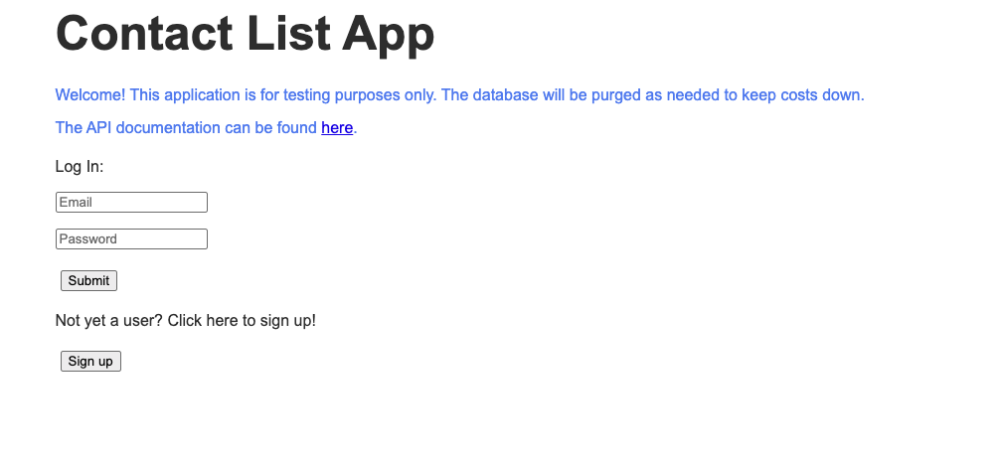 Contact List App
Welcome! This application is for testing purposes only. The database will be purged as needed to keep costs down.
The API documentation can be found here.
Log In:
Email
Password
Submit
Not yet a user? Click here to sign up!
Sign up